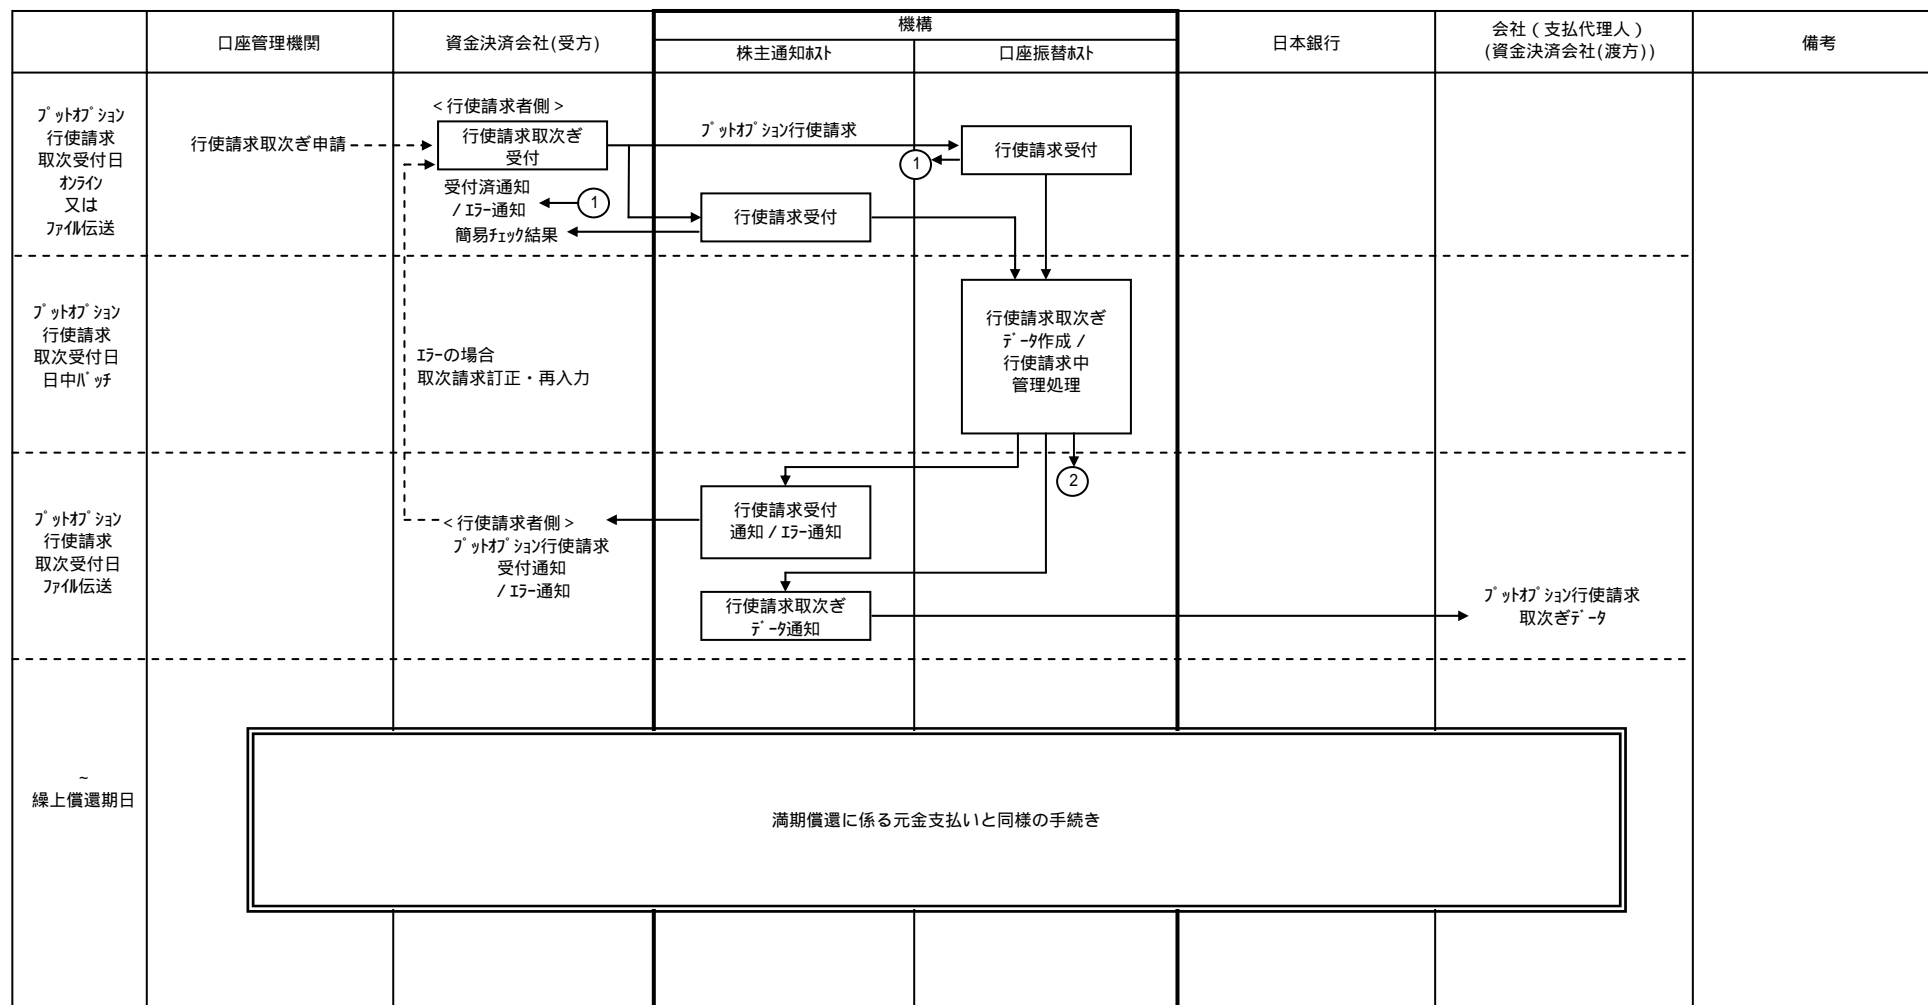 口座管理機関
資金決済会社(受方)
機構
株主通知ﾎｽﾄ
口座振替ﾎｽﾄ
日本銀行
会社（支払代理人）
(資金決済会社(渡方))
備考
ﾌﾟｯﾄｵﾌﾟｼｮﾝ
行使請求
取次受付日
ｵﾝﾗｲﾝ
又は
ﾌｧｲﾙ伝送
行使請求取次ぎ申請
＜行使請求者側＞
行使請求取次ぎ
受付
ﾌﾟｯﾄｵﾌﾟｼｮﾝ行使請求
行使請求受付
1
受付済通知
/ ｴﾗｰ通知
1
簡易ﾁｪｯｸ結果
行使請求受付
ﾌﾟｯﾄｵﾌﾟｼｮﾝ
行使請求
取次受付日
日中ﾊﾞｯﾁ
ｴﾗｰの場合
取次請求訂正・再入力
行使請求取次ぎ
ﾃﾞｰﾀ作成 /
行使請求中
管理処理
2
ﾌﾟｯﾄｵﾌﾟｼｮﾝ
行使請求
取次受付日
ﾌｧｲﾙ伝送
＜行使請求者側＞
ﾌﾟｯﾄｵﾌﾟｼｮﾝ行使請求
受付通知
/ ｴﾗｰ通知
行使請求受付
通知 / ｴﾗｰ通知
行使請求取次ぎ
ﾃﾞｰﾀ通知
ﾌﾟｯﾄｵﾌﾟｼｮﾝ行使請求
取次ぎﾃﾞｰﾀ
~
繰上償還期日
満期償還に係る元金支払いと同様の手続き